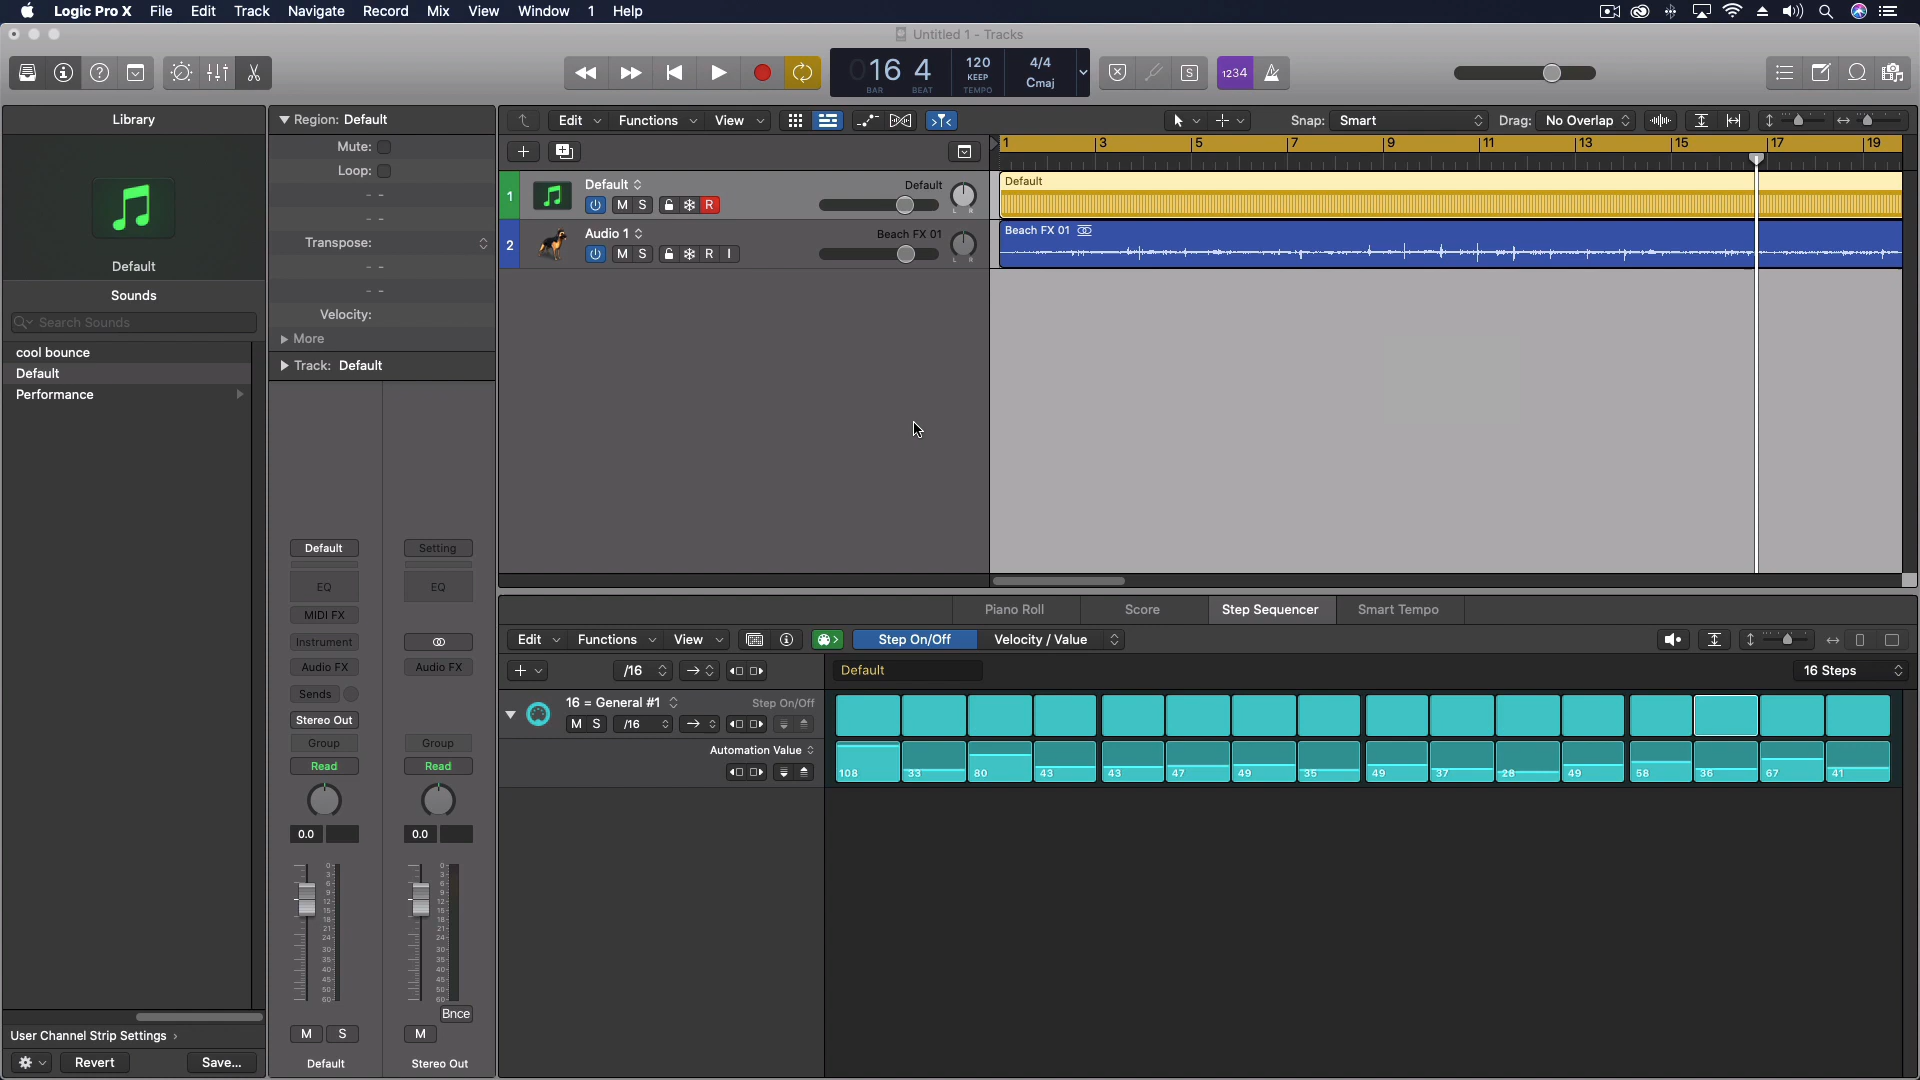 Logic Pro X File Edit Track Navigate Record Mix View Window 1 Help
Untitled 1 - Tracks
016 4
BAR BEAT
120
KEEP
TEMPO
4/4
Cmaj
S
1234
Library
Default
Sounds
Search Sounds
cool bounce
Default
Performance
User Channel Strip Settings
Revert
Save...
Region: Default
Mute:
Loop:
Transpose:
Velocity:
More
Track: Default
Default
EQ
MIDI FX
Instrument
Audio FX
Sends
Stereo Out
Group
Read
0.0
M S
Default
Setting
EQ
Audio FX
Group
Read
0.0
Bnce
M
Stereo Out
Edit Functions View
Snap: Smart
Drag: No Overlap
1 3 5 7 9 11 13 15 17 19
1
Default
M S R
Default
L R
2
Audio 1
M S R I
Beach FX 01
L R
Default
Beach FX 01
Piano Roll Score Step Sequencer Smart Tempo
Edit Functions View
Step On/Off Velocity / Value
/16
Default
16 Steps
16 = General #1
Step On/Off
M S /16
Automation Value
108 33 80 43 43 47 49 35 49 37 28 49 58 36 67 41